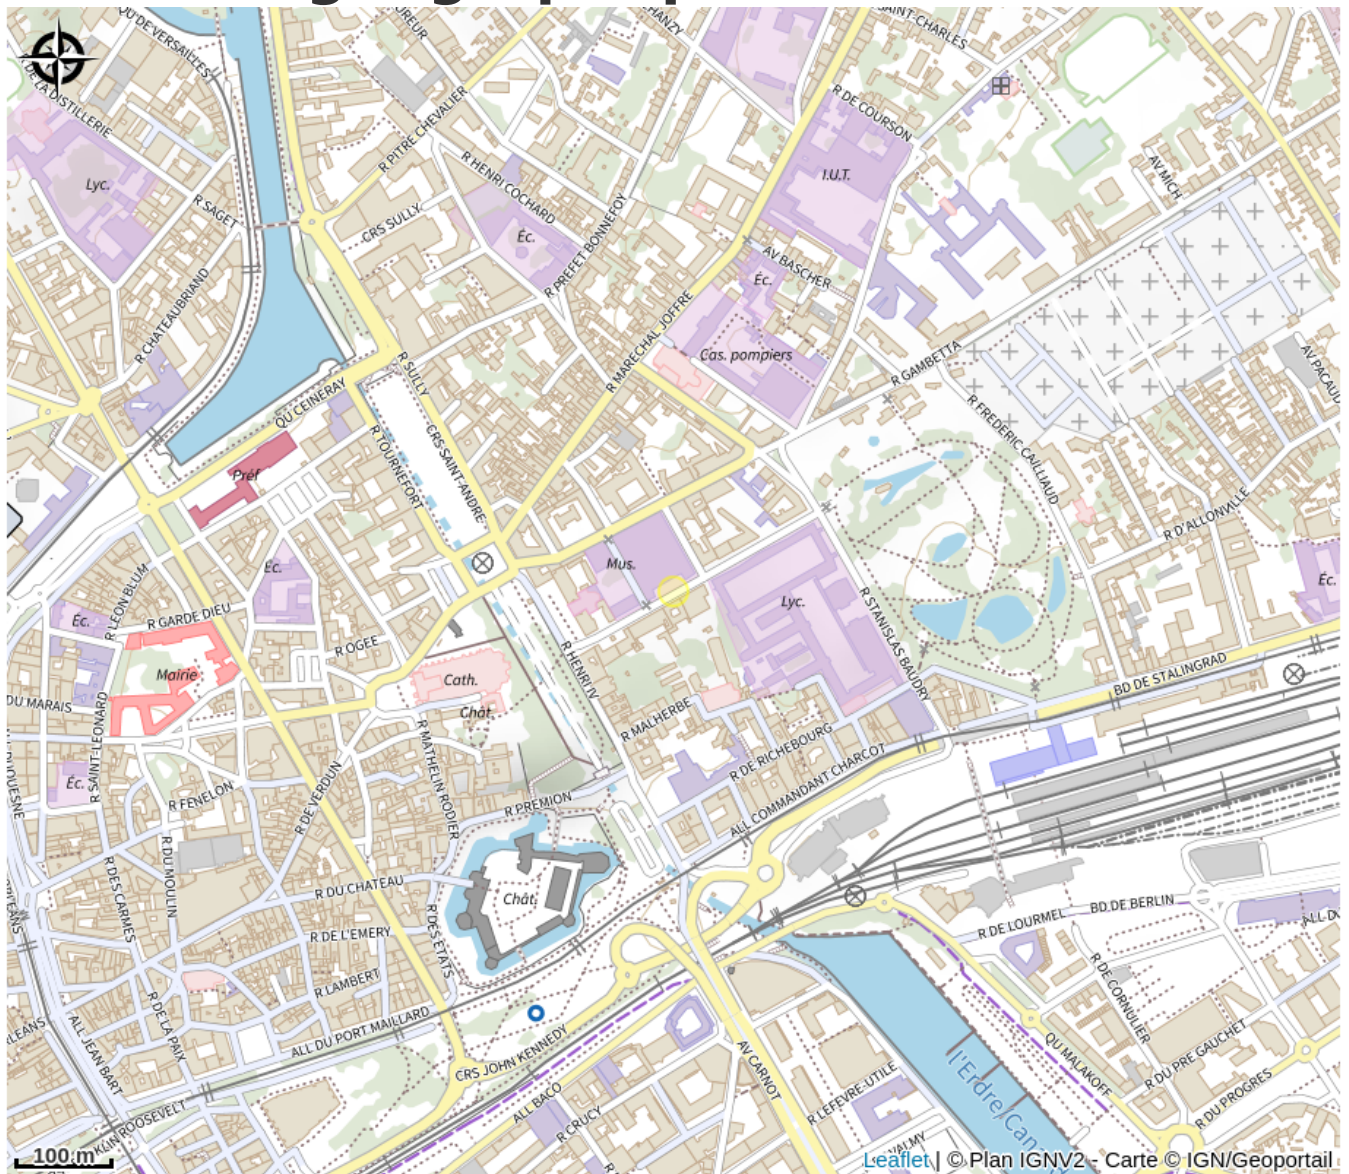 QU DE VERSAILLES
SAINT-CHARLES
R DE COURSON
DE LA DISTILLERIE
R PITRE CHEVALIER
R HENRI COCHARD
Lyc.
I.U.T.
AV MICH
R SAGET
CRS SULLY
Éc.
R PREFET BONNEFOY
AV BASCHER
Éc.
R CHATEAUBRIAND
R MARECHAL JOFFRE
Cas. pompiers
R GAMBETTA
AV PACAUD
R SULLY
QU CEINERAY
R TOURNEFORT
CRS SAINT-ANDRE
R FREDERIC CAILLIAUD
Préf
R D'ALLONVILLE
Mus.
Éc.
Éc.
R LEON BLUM
Éc.
R GARDE DIEU
Lyc.
R STANISLAS BAUDRY
R OGEE
R HENRI IV
Mairie
Cath.
BD DE STALINGRAD
DU MARAIS
Chât.
R MALHERBE
R SAINT-LEONARD
R MATHELIN RODIER
R DE RICHEBOURG
Éc.
R FENELON
R DE VERDUN
R PREMION
ALL COMMANDANT CHARCOT
R DU MOULIN
R DES CARMES
R DU CHATEAU
Chât.
R DES ETATS
R DE LOURMEL
BD DE BERLIN
R DE L'EMERY
R LAMBERT
R DE CORNULIER
R DE LA PAIX
ALL DU PORT MAILLARD
ALL JEAN BART
CRS JOHN KENNEDY
AV CARNOT
QU MALAKOFF
R DU PRE GAUCHET
ALL BACO
R LEFEVRE-UTILE
R DU PROGRES
R CRUCY
l'Erdre Can
KLIN ROOSEVELT
100 m
Leaflet | © Plan IGNV2 - Carte © IGN/Geoportail